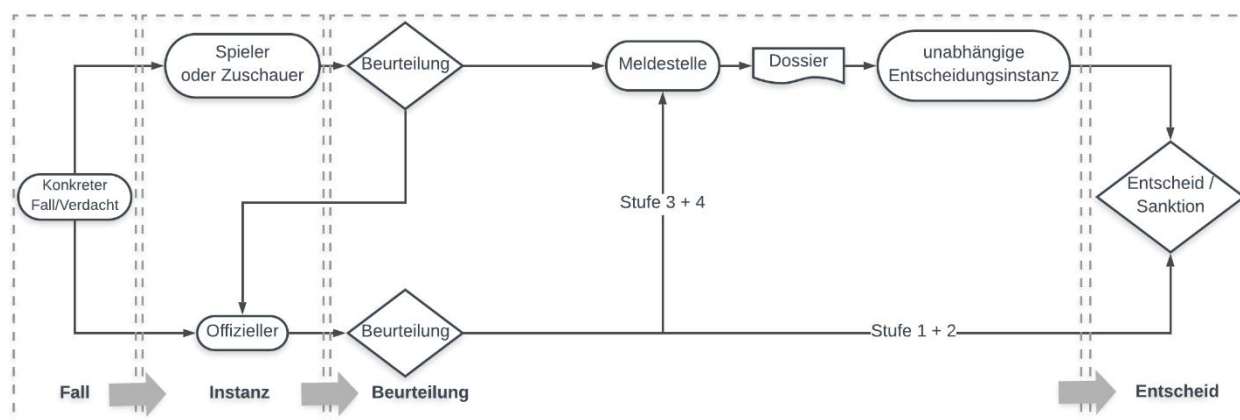 Spieler
oder Zuschauer
Beurteilung
Meldestelle
Dossier
unabhängige
Entscheidungsinstanz
Konkreter
Fall/Verdacht
Stufe 3 + 4
Entscheid /
Sanktion
Offizieller
Beurteilung
Stufe 1 + 2
Fall
Instanz
Beurteilung
Entscheid